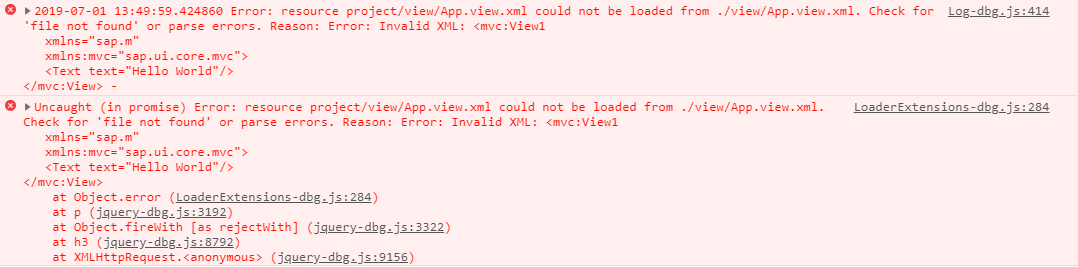 2019-07-01 13:49:59.424860 Error: resource project/view/App.view.xml could not be loaded from ./view/App.view.xml. Check for Log-dbg.js:414
'file not found' or parse errors. Reason: Error: Invalid XML: <mvc:View1
xmlns="sap.m"
xmlns:mvc="sap.ui.core.mvc">
<Text text="Hello World"/>
</mvc:View> -
Uncaught (in promise) Error: resource project/view/App.view.xml could not be loaded from ./view/App.view.xml. LoaderExtensions-dbg.js:284
Check for 'file not found' or parse errors. Reason: Error: Invalid XML: <mvc:View1
xmlns="sap.m"
xmlns:mvc="sap.ui.core.mvc">
<Text text="Hello World"/>
</mvc:View>
at Object.error (LoaderExtensions-dbg.js:284)
at p (jquery-dbg.js:3192)
at Object.fireWith [as rejectWith] (jquery-dbg.js:3322)
at h3 (jquery-dbg.js:8792)
at XMLHttpRequest.<anonymous> (jquery-dbg.js:9156)